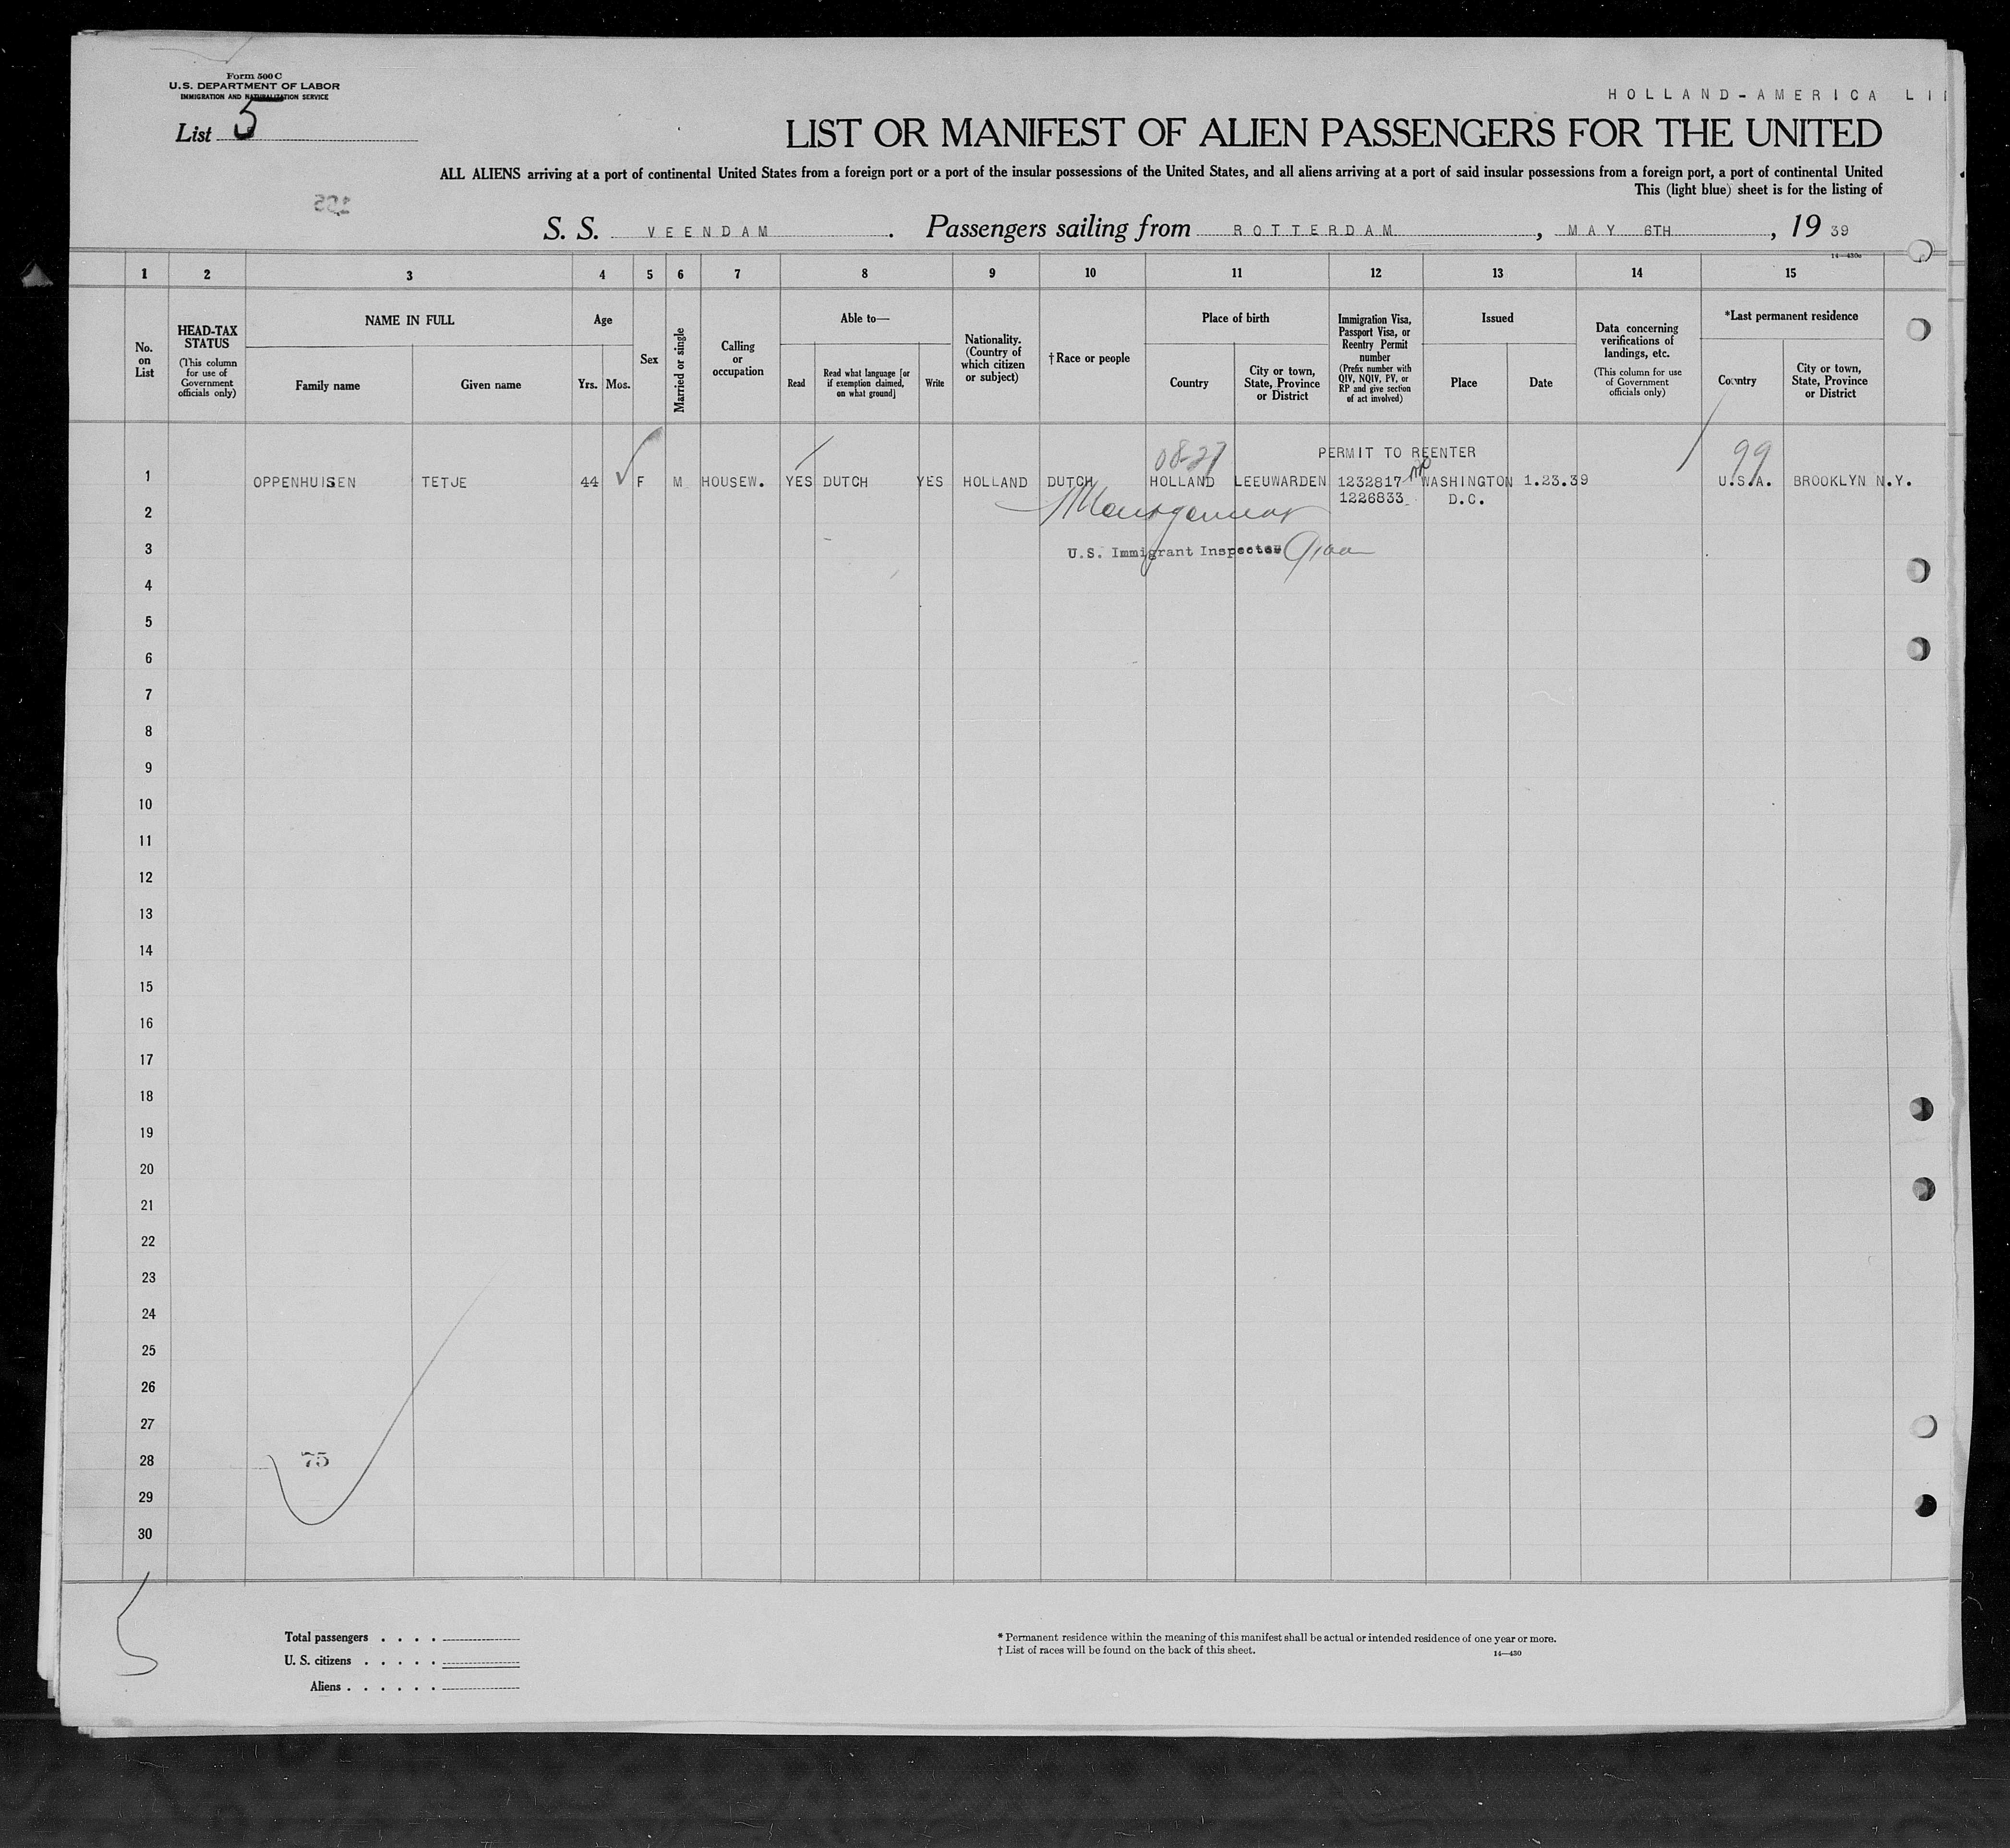 Form 500 C
U.S. DEPARTMENT OF LABOR
IMMIGRATION AND NATURALIZATION SERVICE
List 5
HOLLAND-AMERICA
LIST OR MANIFEST OF ALIEN PASSENGERS FOR THE UNITED
ALL ALIENS arriving at a port of continental United States from a foreign port or a port of the insular possessions of the United States, and all aliens arriving at a port of said insular possessions from a foreign port, a port of continental United
This (light blue) sheet is for the listing of
S. S. VEENDAM. Passengers sailing from ROTTERDAM, MAY 6TH, 19 39
1 2 3 4 5 6 7 8 9 10 11 12 13 14 15
No. on List
HEAD-TAX STATUS (This column for use of Government officials only)
NAME IN FULL
Family name
Given name
Age
Yrs. Mos.
Sex
Married or single
Calling or occupation
Able to—
Read
Read what language [or if exemption claimed, on what ground]
Write
Nationality. (Country of which citizen or subject)
†Race or people
Place of birth
Country
City or town, State, Province or District
Immigration Visa, Passport Visa, or Reentry Permit number (Prefix number with QIV, NQIV, PV, or RP and give section of act involved)
Issued
Place
Date
Data concerning verifications of landings, etc. (This column for use of Government officials only)
*Last permanent residence
Country
City or town, State, Province or District
PERMIT TO REENTER
99
1 OPPENHUISEN TETJE 44 F M HOUSEW. YES DUTCH YES HOLLAND DUTCH HOLLAND LEEUWARDEN 1232817 WASHINGTON 1.23.39 U.S.A. BROOKLYN N.Y.
1226833 D.C.
2
3 U.S. Immigrant Inspector
4
5
6
7
8
9
10
11
12
13
14
15
16
17
18
19
20
21
22
23
24
25
26
27
28 75
29
30
Total passengers . . . .
U. S. citizens . . . . .
Aliens . . . . . .
* Permanent residence within the meaning of this manifest shall be actual or intended residence of one year or more.
† List of races will be found on the back of this sheet.
14—430